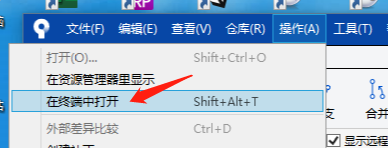 RP
文件(F) 编辑(E) 查看(V) 仓库(R) 操作(A) 工具(T)
打开(O)... Shift+Ctrl+O
在资源管理器里显示
在终端中打开 Shift+Alt+T
外部差异比较 Ctrl+D
支 合并
显示远程